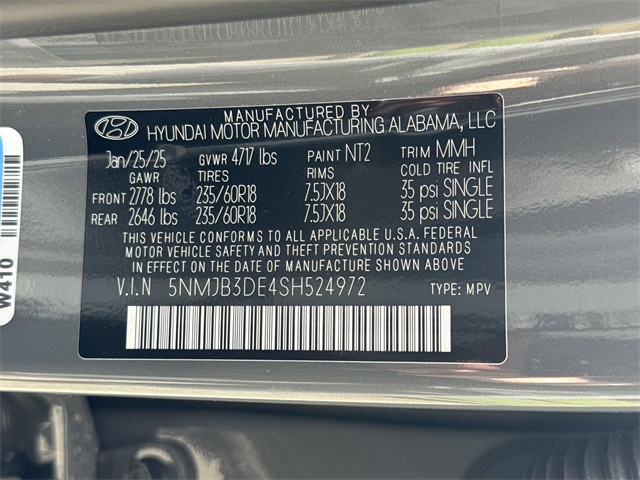 MANUFACTURED BY
HYUNDAI MOTOR MANUFACTURING ALABAMA, LLC
Jan/25/25 GVWR 4717 lbs PAINT NT2 TRIM MMH
GAWR TIRES RIMS COLD TIRE INFL
FRONT 2778 lbs 235/60R18 7.5JX18 35 psi SINGLE
REAR 2646 lbs 235/60R18 7.5JX18 35 psi SINGLE
THIS VEHICLE CONFORMS TO ALL APPLICABLE U.S.A. FEDERAL
MOTOR VEHICLE SAFETY AND THEFT PREVENTION STANDARDS
IN EFFECT ON THE DATE OF MANUFACTURE SHOWN ABOVE.
V.I.N 5NMJB3DE4SH524972 TYPE: MPV
W410